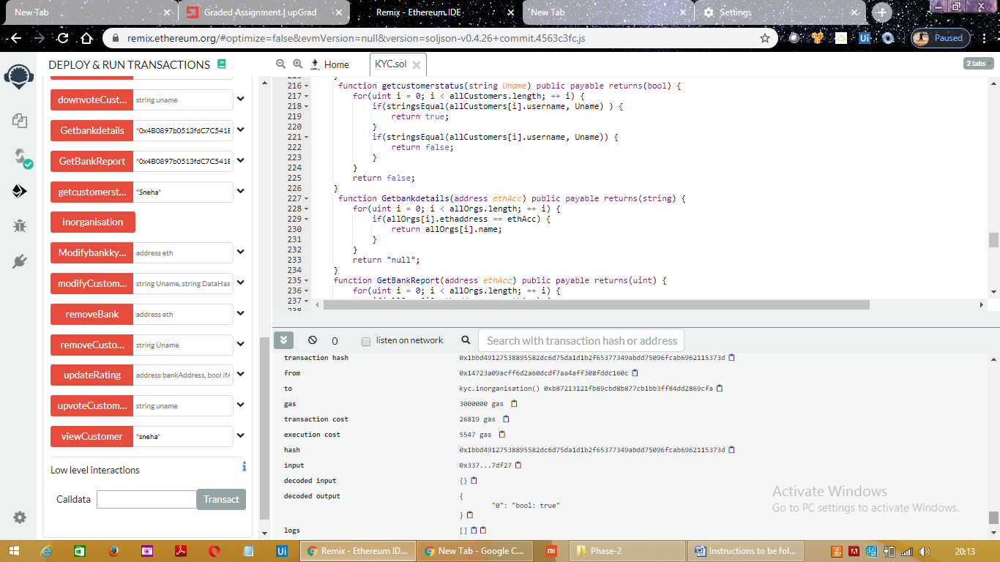 New Tab
Graded Assignment | upGrad
Remix - Ethereum IDE
New Tab
Settings
remix.ethereum.org/#optimize=false&evmVersion=null&version=soljson-v0.4.26+commit.4563c3fc.js
Paused
DEPLOY & RUN TRANSACTIONS
downvoteCust... string uname
Getbankdetails "0x4B0897b0513fdC7C541B
GetBankReport "0x4B0897b0513fdC7C541B
getcustomerst... "Sneha"
inorganisation
Modifybankky... address eth
modifyCustom... string Uname, string DataHas
removeBank address eth
removeCusto... string Uname
updateRating address bankAddress, bool ifA
upvoteCustom... string uname
viewCustomer "sneha"
Low level interactions
Calldata
Transact
Home
KYC.sol
2 tabs
215 }
216 function getcustomerstatus(string Uname) public payable returns(bool) {
217 for(uint i = 0; i < allCustomers.length; ++ i) {
218 if(stringsEqual(allCustomers[i].username, Uname) ) {
219 return true;
220 }
221 if(stringsEqual(allCustomers[i].username, Uname)) {
222 return false;
223 }
224 }
225 return false;
226 }
227 function Getbankdetails(address ethAcc) public payable returns(string) {
228 for(uint i = 0; i < allOrgs.length; ++ i) {
229 if(allOrgs[i].ethaddress == ethAcc) {
230 return allOrgs[i].name;
231 }
232 }
233 return "null";
234 }
235 function GetBankReport(address ethAcc) public payable returns(uint) {
236 for(uint i = 0; i < allOrgs.length; ++ i) {
237
238
0
listen on network
Search with transaction hash or address
transaction hash 0x1bbd49127538895582dc6d75da1d1b2f65377349abdd75096fcab6962115373d
from 0x14723a09acff6d2a60dcdf7aa4aff308fddc160c
to kyc.inorganisation() 0xb87213121fb89cbd8b877cb1bb3ff84dd2869cfa
gas 3000000 gas
transaction cost 26819 gas
execution cost 5547 gas
hash 0x1bbd49127538895582dc6d75da1d1b2f65377349abdd75096fcab6962115373d
input 0x337...7df27
decoded input {}
decoded output {
"0": "bool: true"
}
logs []
Activate Windows
Go to PC settings to activate Windows.
Remix - Ethereum ID...
New Tab - Google C...
Phase-2
Instructions to be fol...
20:13